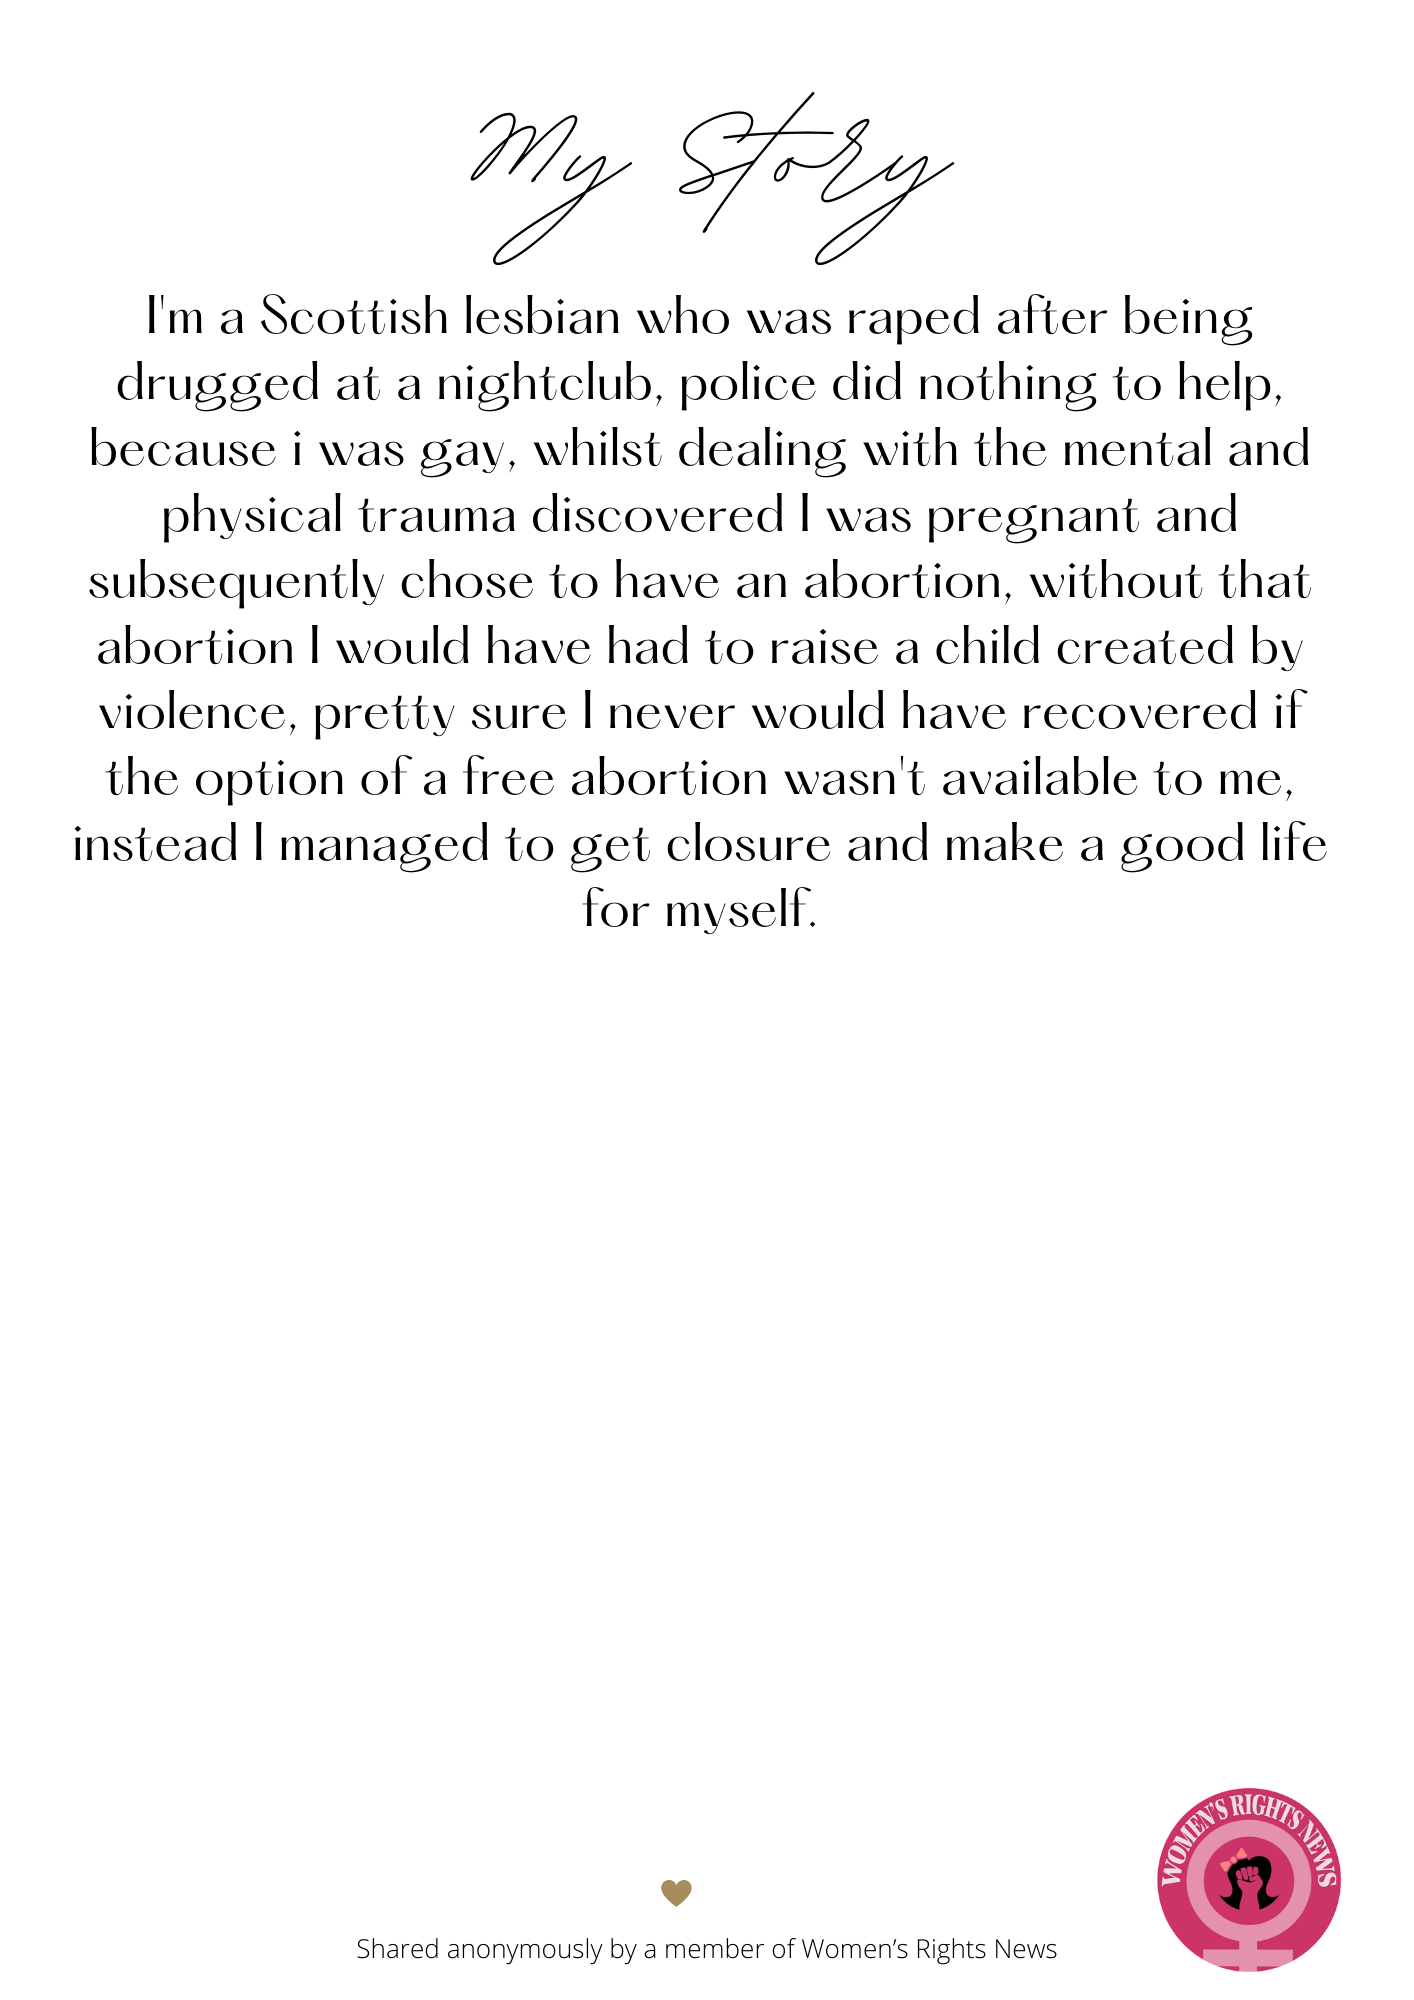 My Story
I'm a Scottish lesbian who was raped after being
drugged at a nightclub, police did nothing to help,
because i was gay, whilst dealing with the mental and
physical trauma discovered I was pregnant and
subsequently chose to have an abortion, without that
abortion I would have had to raise a child created by
violence, pretty sure I never would have recovered if
the option of a free abortion wasn't available to me,
instead I managed to get closure and make a good life
for myself.
WOMEN'S RIGHTS NEWS
Shared anonymously by a member of Women’s Rights News